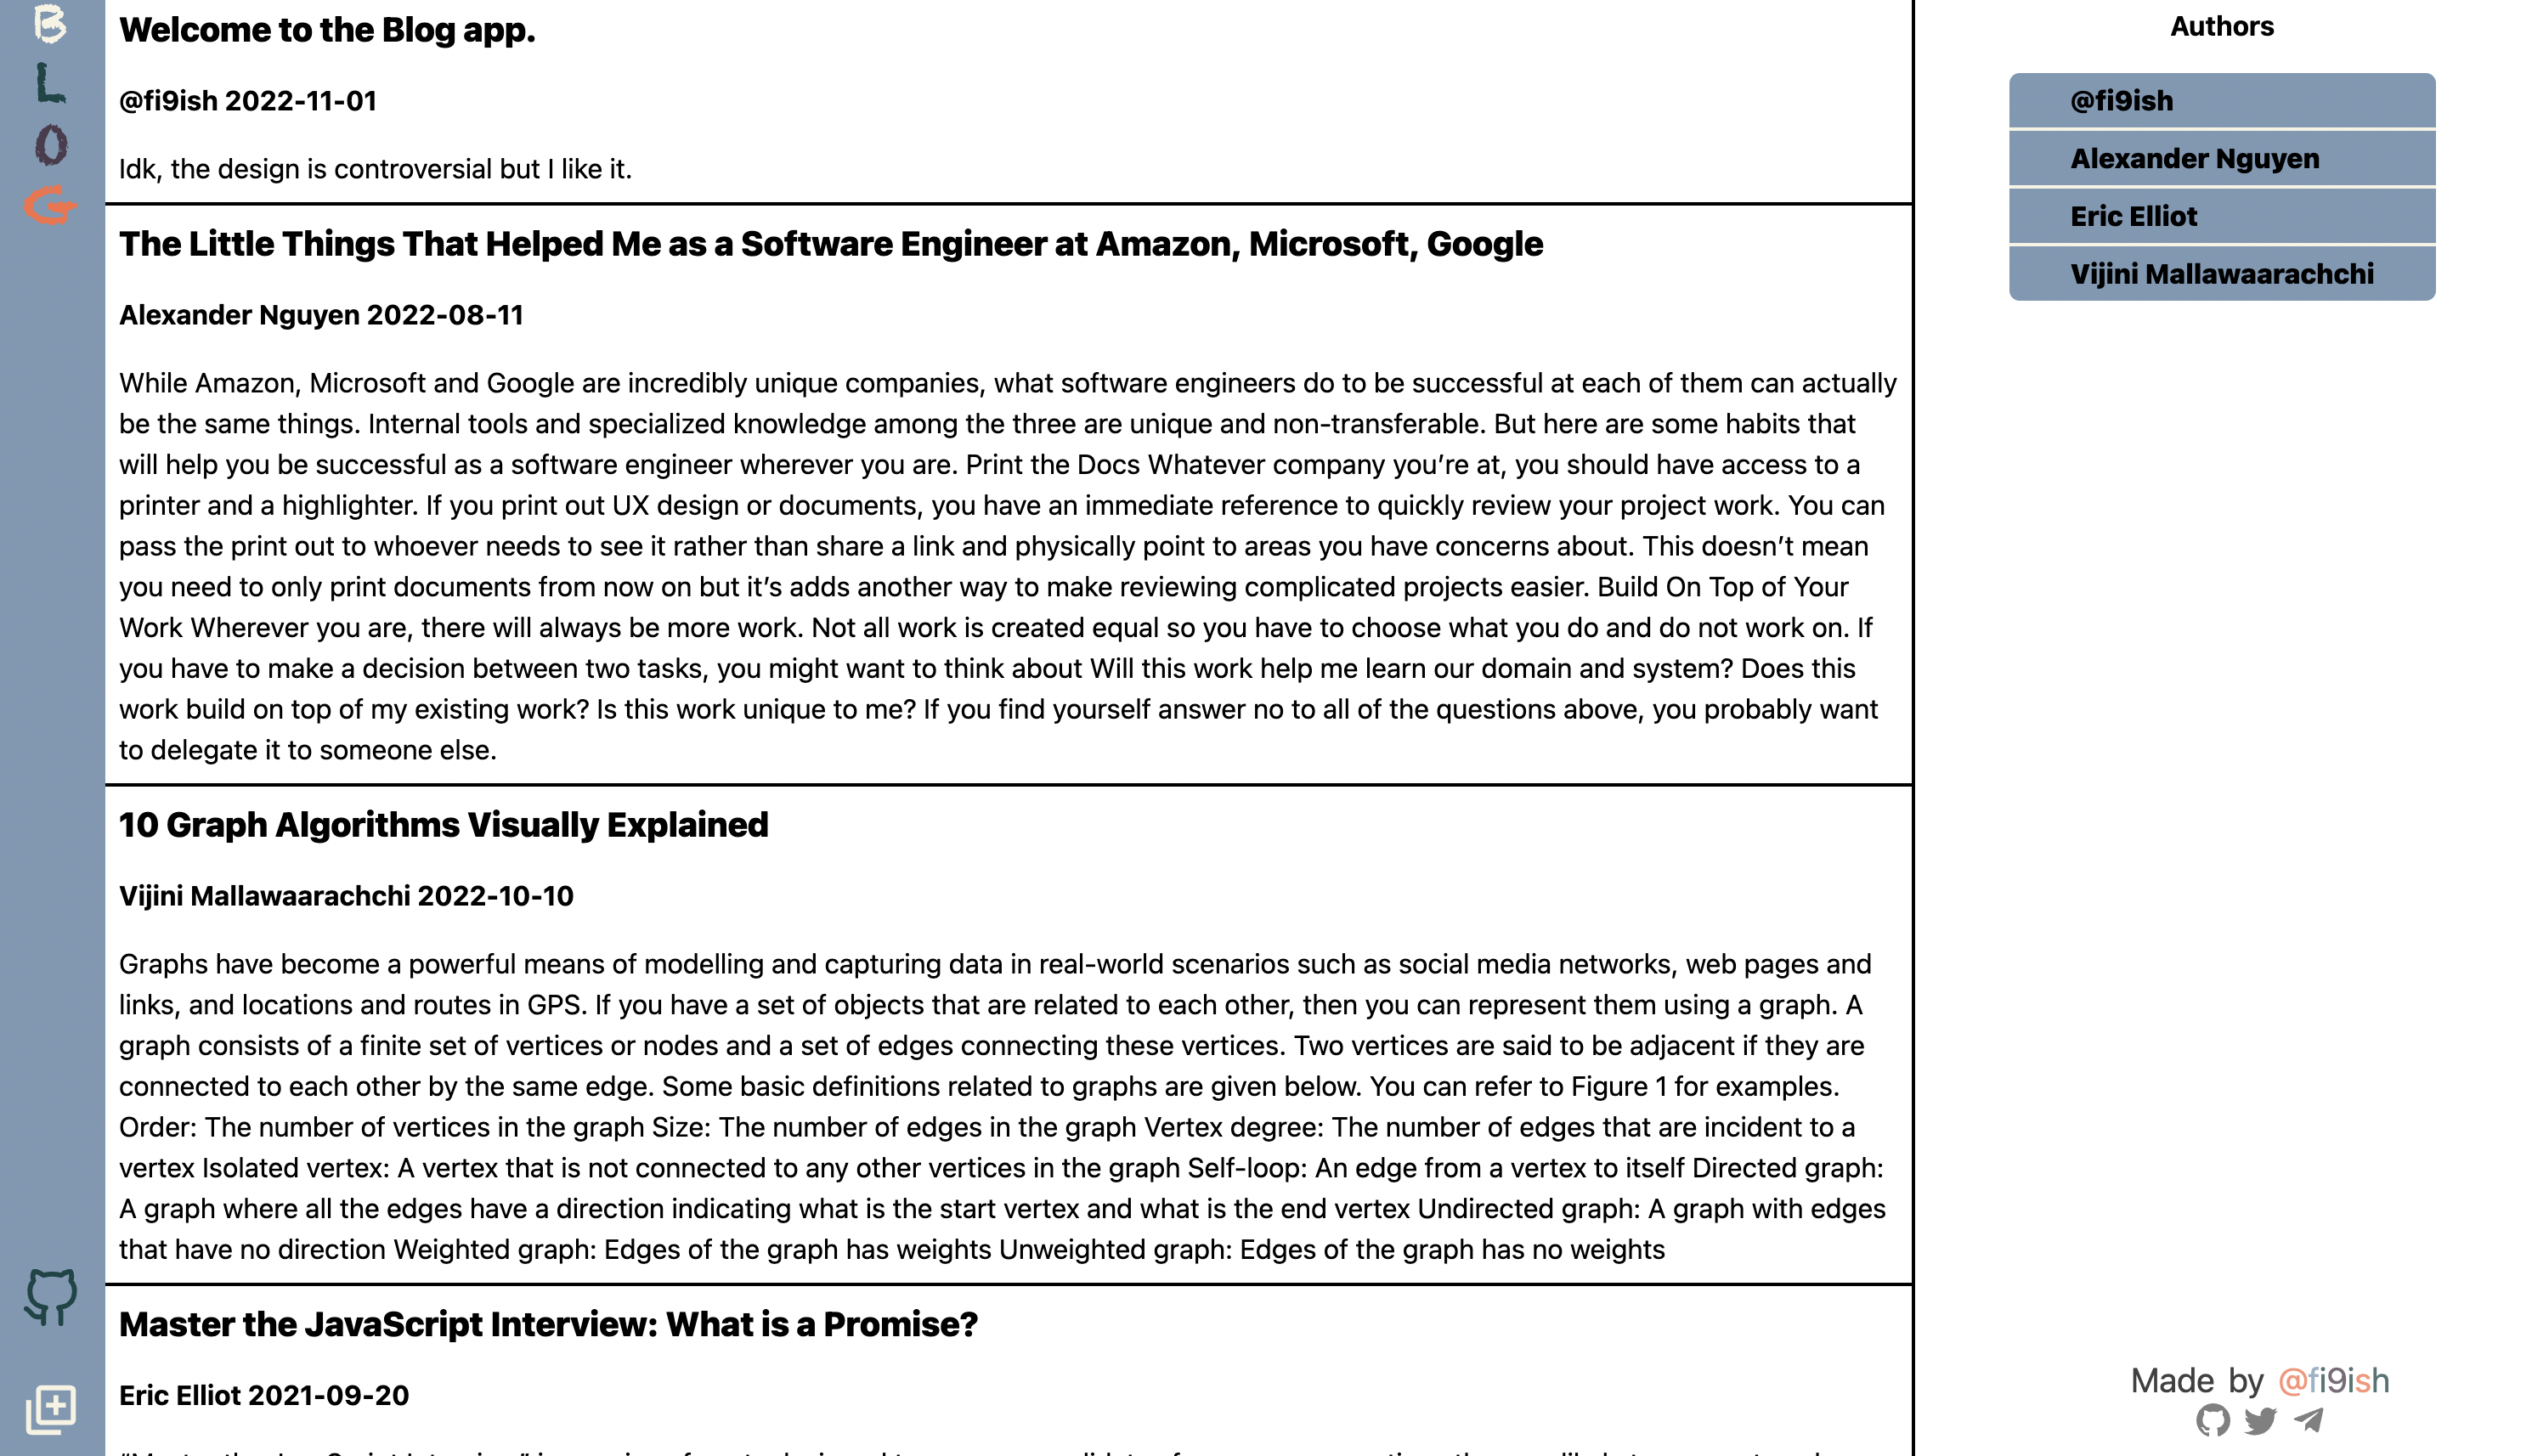 B
L
O
G
Welcome to the Blog app.
@fi9ish 2022-11-01
Idk, the design is controversial but I like it.
The Little Things That Helped Me as a Software Engineer at Amazon, Microsoft, Google
Alexander Nguyen 2022-08-11
While Amazon, Microsoft and Google are incredibly unique companies, what software engineers do to be successful at each of them can actually
be the same things. Internal tools and specialized knowledge among the three are unique and non-transferable. But here are some habits that
will help you be successful as a software engineer wherever you are. Print the Docs Whatever company you’re at, you should have access to a
printer and a highlighter. If you print out UX design or documents, you have an immediate reference to quickly review your project work. You can
pass the print out to whoever needs to see it rather than share a link and physically point to areas you have concerns about. This doesn’t mean
you need to only print documents from now on but it’s adds another way to make reviewing complicated projects easier. Build On Top of Your
Work Wherever you are, there will always be more work. Not all work is created equal so you have to choose what you do and do not work on. If
you have to make a decision between two tasks, you might want to think about Will this work help me learn our domain and system? Does this
work build on top of my existing work? Is this work unique to me? If you find yourself answer no to all of the questions above, you probably want
to delegate it to someone else.
10 Graph Algorithms Visually Explained
Vijini Mallawaarachchi 2022-10-10
Graphs have become a powerful means of modelling and capturing data in real-world scenarios such as social media networks, web pages and
links, and locations and routes in GPS. If you have a set of objects that are related to each other, then you can represent them using a graph. A
graph consists of a finite set of vertices or nodes and a set of edges connecting these vertices. Two vertices are said to be adjacent if they are
connected to each other by the same edge. Some basic definitions related to graphs are given below. You can refer to Figure 1 for examples.
Order: The number of vertices in the graph Size: The number of edges in the graph Vertex degree: The number of edges that are incident to a
vertex Isolated vertex: A vertex that is not connected to any other vertices in the graph Self-loop: An edge from a vertex to itself Directed graph:
A graph where all the edges have a direction indicating what is the start vertex and what is the end vertex Undirected graph: A graph with edges
that have no direction Weighted graph: Edges of the graph has weights Unweighted graph: Edges of the graph has no weights
Master the JavaScript Interview: What is a Promise?
Eric Elliot 2021-09-20
Authors
@fi9ish
Alexander Nguyen
Eric Elliot
Vijini Mallawaarachchi
Made by @fi9ish